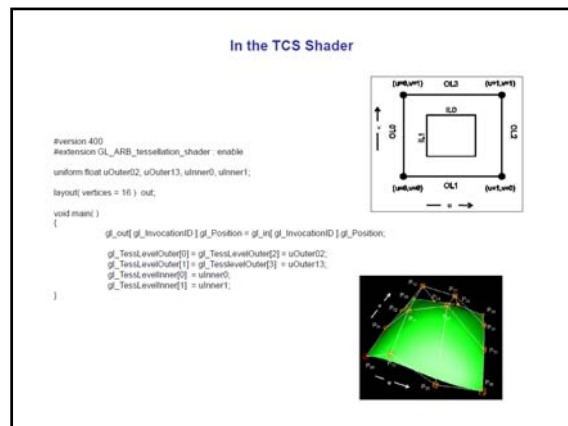 In the TCS Shader
#version 400
#extension GL_ARB_tessellation_shader : enable
uniform float uOuter02, uOuter13, uInner0, uInner1;
layout( vertices = 16 ) out;
void main( )
{
gl_out[ gl_InvocationID ].gl_Position = gl_in[ gl_InvocationID ].gl_Position;
gl_TessLevelOuter[0] = gl_TessLevelOuter[2] = uOuter02;
gl_TessLevelOuter[1] = gl_TesslevelOuter[3] = uOuter13;
gl_TessLevelInner[0] = uInner0;
gl_TessLevelInner[1] = uInner1;
}
(u=0,v=1)
OL3
(u=1,v=1)
IL0
OL0
IL1
OL2
v
(u=0,v=0)
OL1
(u=1,v=0)
u